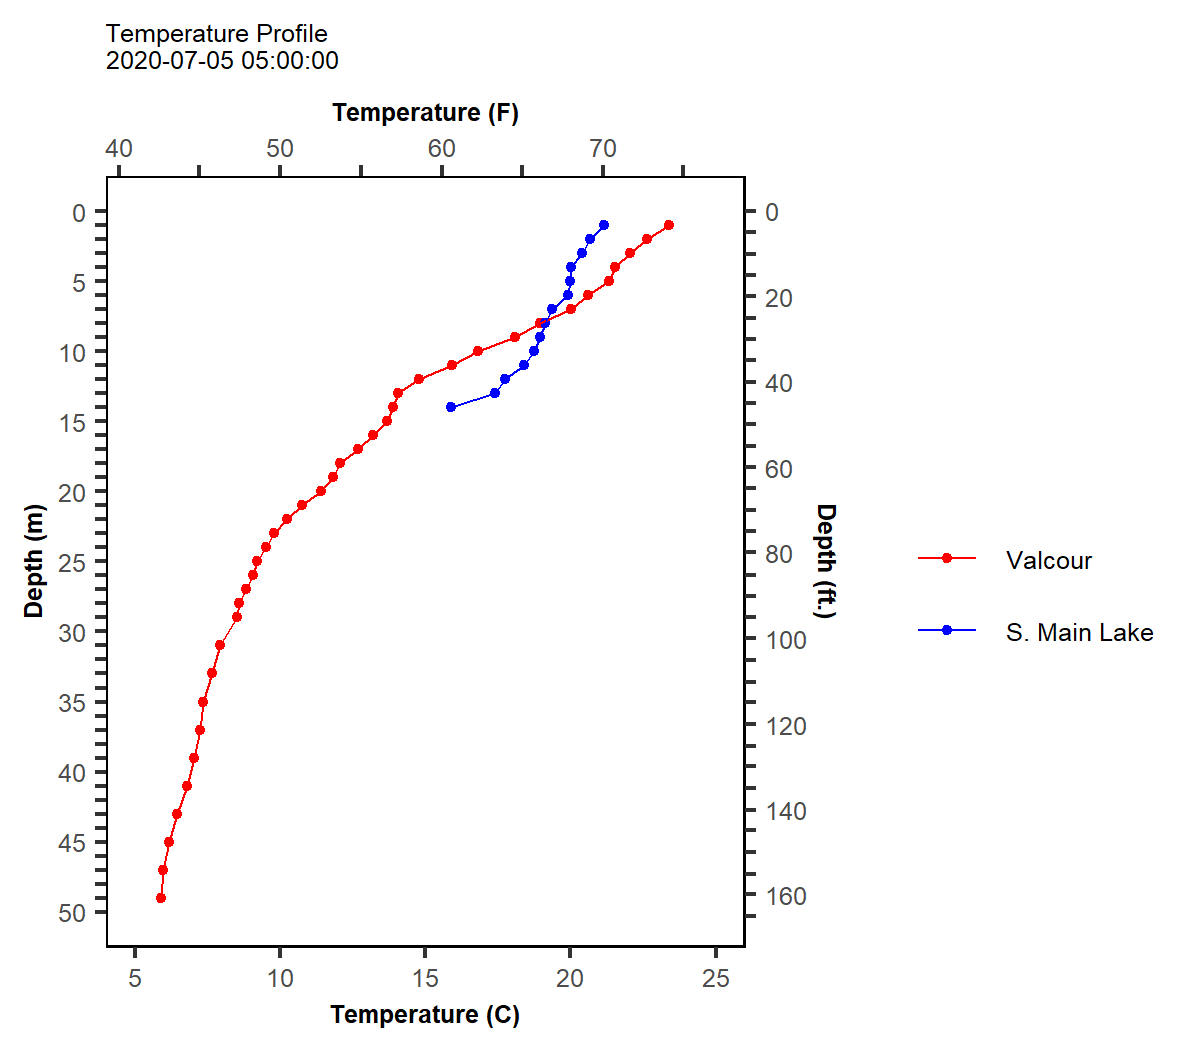 Temperature Profile
2020-07-05 05:00:00
Temperature (F)
40 50 60 70
0
5
10
15
20
25
30
35
40
45
50
Depth (m)
0
20
40
60
80
100
120
140
160
Depth (ft.)
Valcour
S. Main Lake
5 10 15 20 25
Temperature (C)